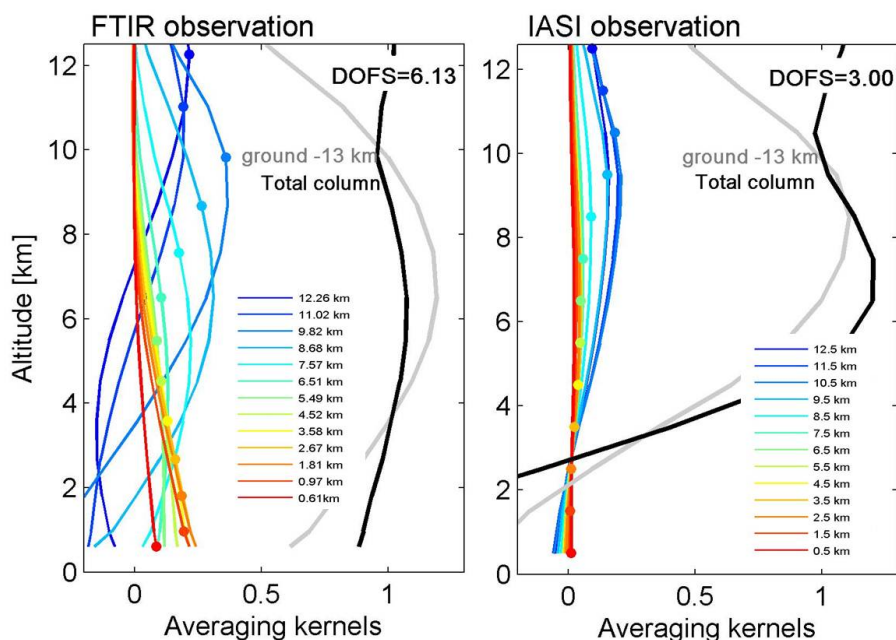 FTIR observation
12
10
8
6
4
2
0
Altitude [km]
DOFS=6.13
ground -13 km
Total column
12.26 km
11.02 km
9.82 km
8.68 km
7.57 km
6.51 km
5.49 km
4.52 km
3.58 km
2.67 km
1.81 km
0.97 km
0.61km
0 0.5 1
Averaging kernels
IASI observation
12
10
8
6
4
2
0
DOFS=3.00
ground -13 km
Total column
12.5 km
11.5 km
10.5 km
9.5 km
8.5 km
7.5 km
6.5 km
5.5 km
4.5 km
3.5 km
2.5 km
1.5 km
0.5 km
0 0.5 1
Averaging kernels